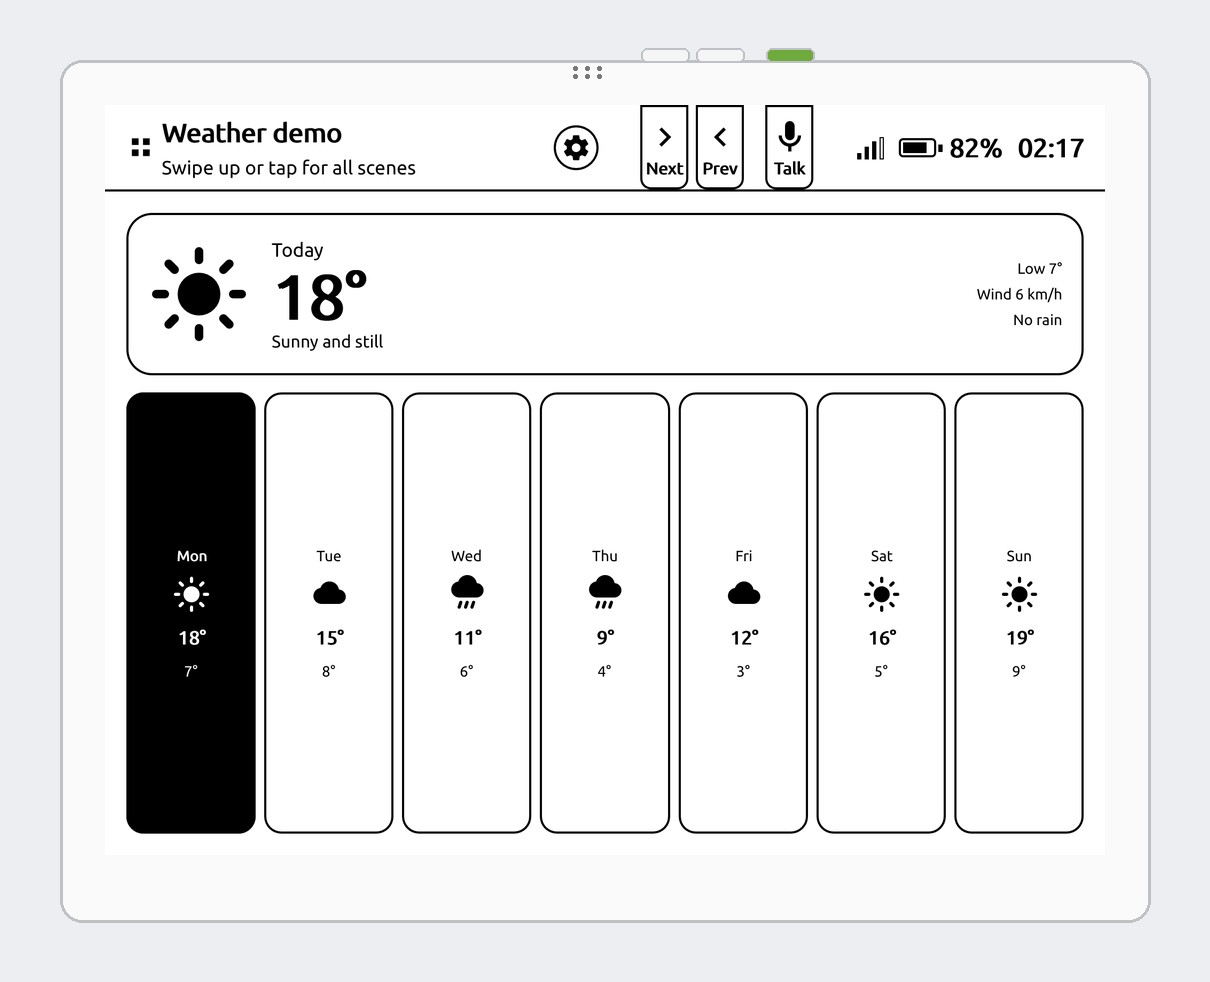 Weather demo
Swipe up or tap for all scenes
Next
Prev
Talk
82%
02:17
Today
18°
Sunny and still
Low 7°
Wind 6 km/h
No rain
Mon
18°
7°
Tue
15°
8°
Wed
11°
6°
Thu
9°
4°
Fri
12°
3°
Sat
16°
5°
Sun
19°
9°